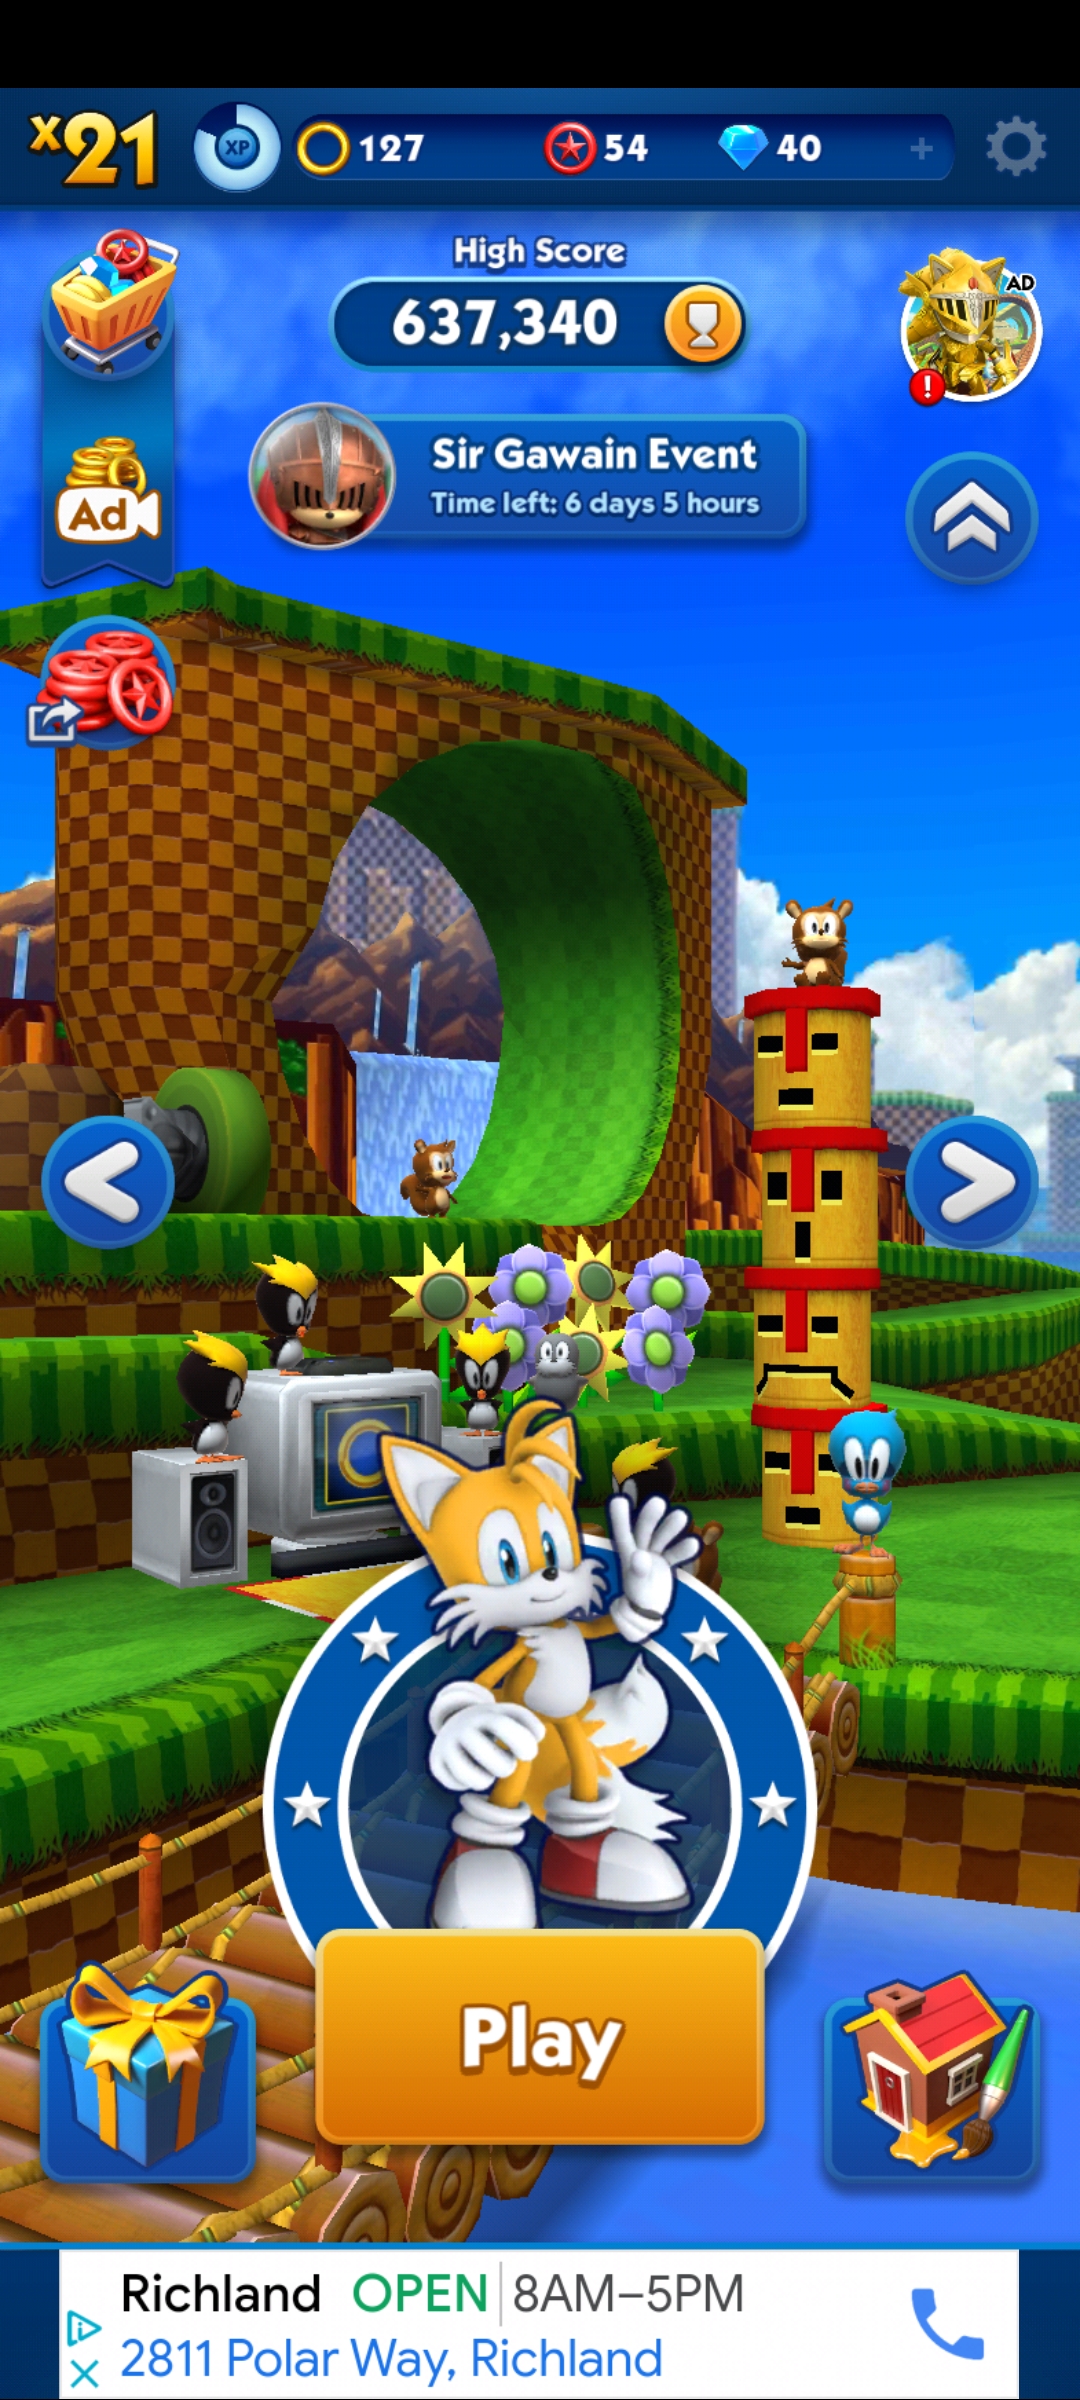 x21
XP
127
54
40
High Score
637,340
AD
!
Sir Gawain Event
Time left: 6 days 5 hours
Ad
Play
Richland OPEN 8AM–5PM
2811 Polar Way, Richland